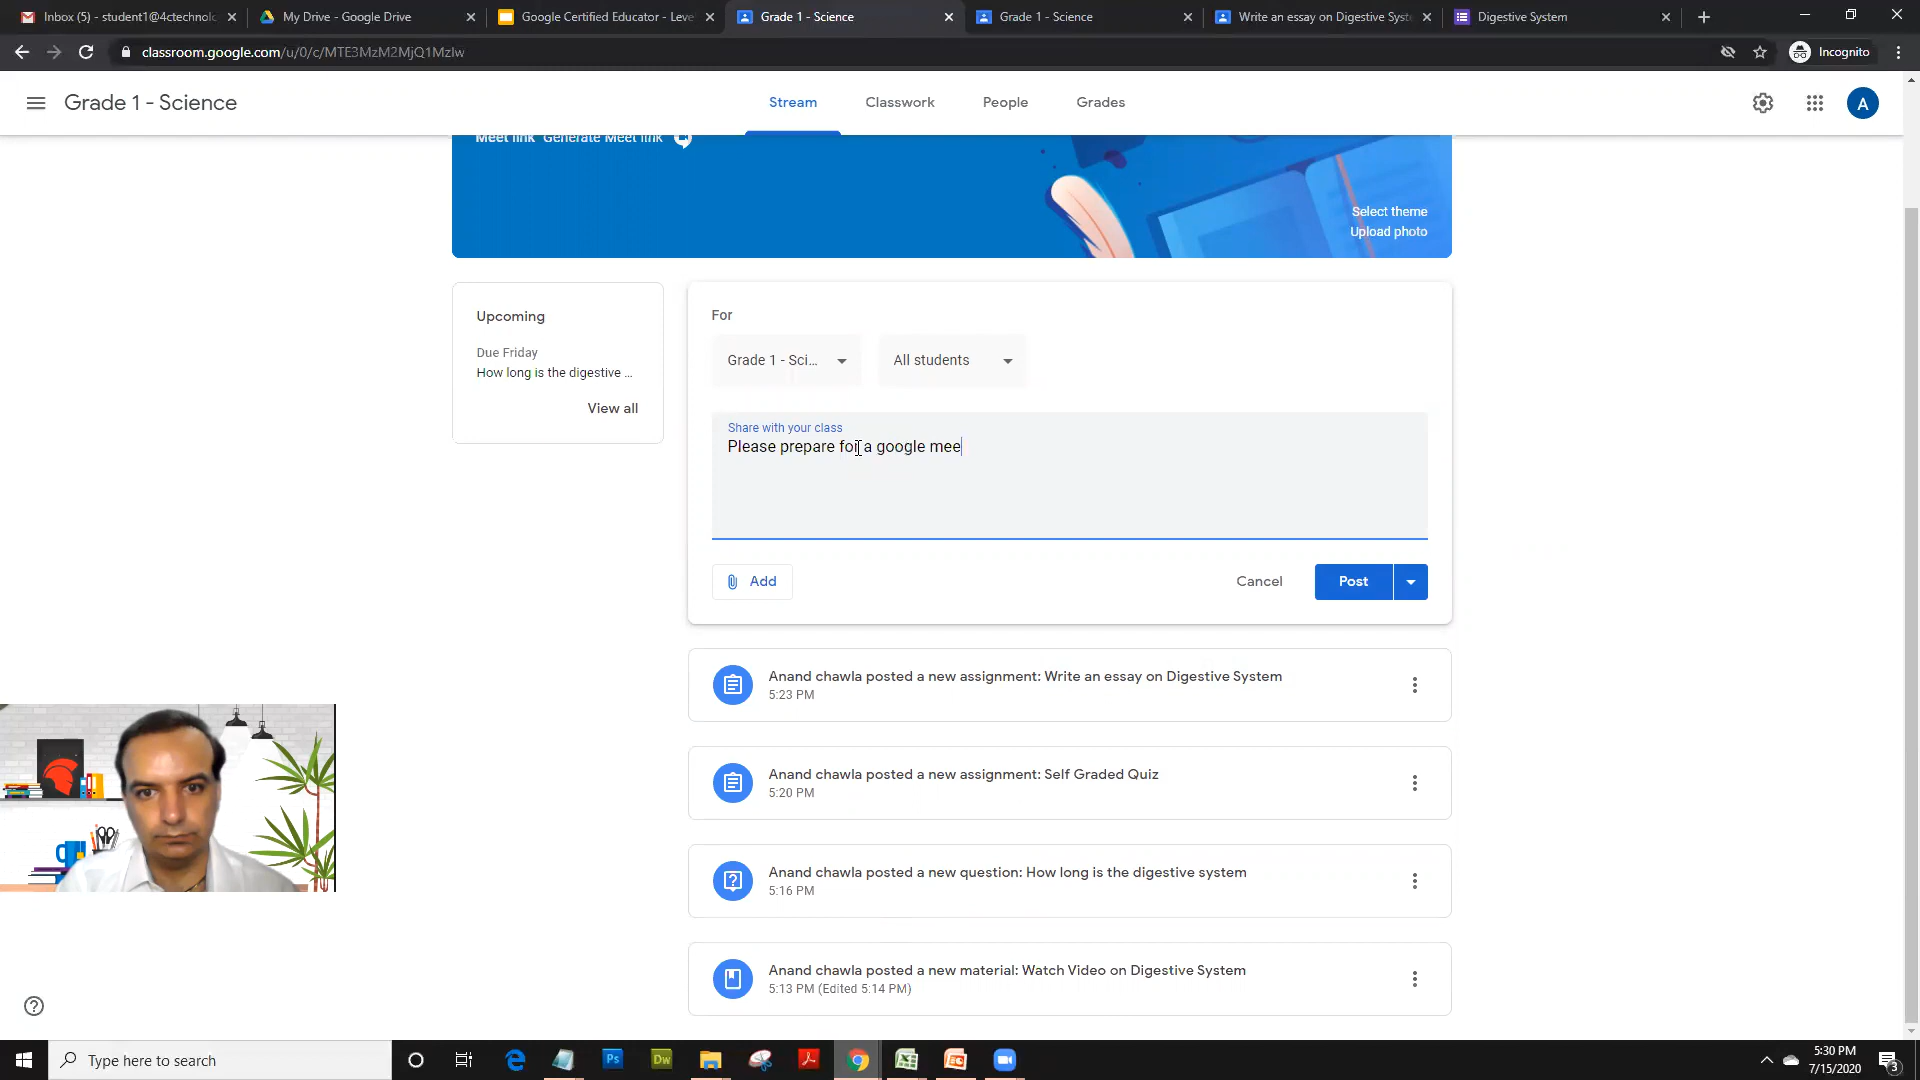 Inbox (5) - student1@4ctechnolo
My Drive - Google Drive
Google Certified Educator - Leve
Grade 1 - Science
Grade 1 - Science
Write an essay on Digestive Syst
Digestive System
classroom.google.com/u/0/c/MTE3MzM2MjQ1MzIw
Incognito
Grade 1 - Science
Stream
Classwork
People
Grades
A
Meet link Generate Meet link
Select theme
Upload photo
Upcoming
Due Friday
How long is the digestive ...
View all
For
Grade 1 - Sci...
All students
Share with your class
Please prepare for a google mee
Add
Cancel
Post
Anand chawla posted a new assignment: Write an essay on Digestive System
5:23 PM
Anand chawla posted a new assignment: Self Graded Quiz
5:20 PM
Anand chawla posted a new question: How long is the digestive system
5:16 PM
Anand chawla posted a new material: Watch Video on Digestive System
5:13 PM (Edited 5:14 PM)
Type here to search
Ps
Dw
5:30 PM
7/15/2020
3